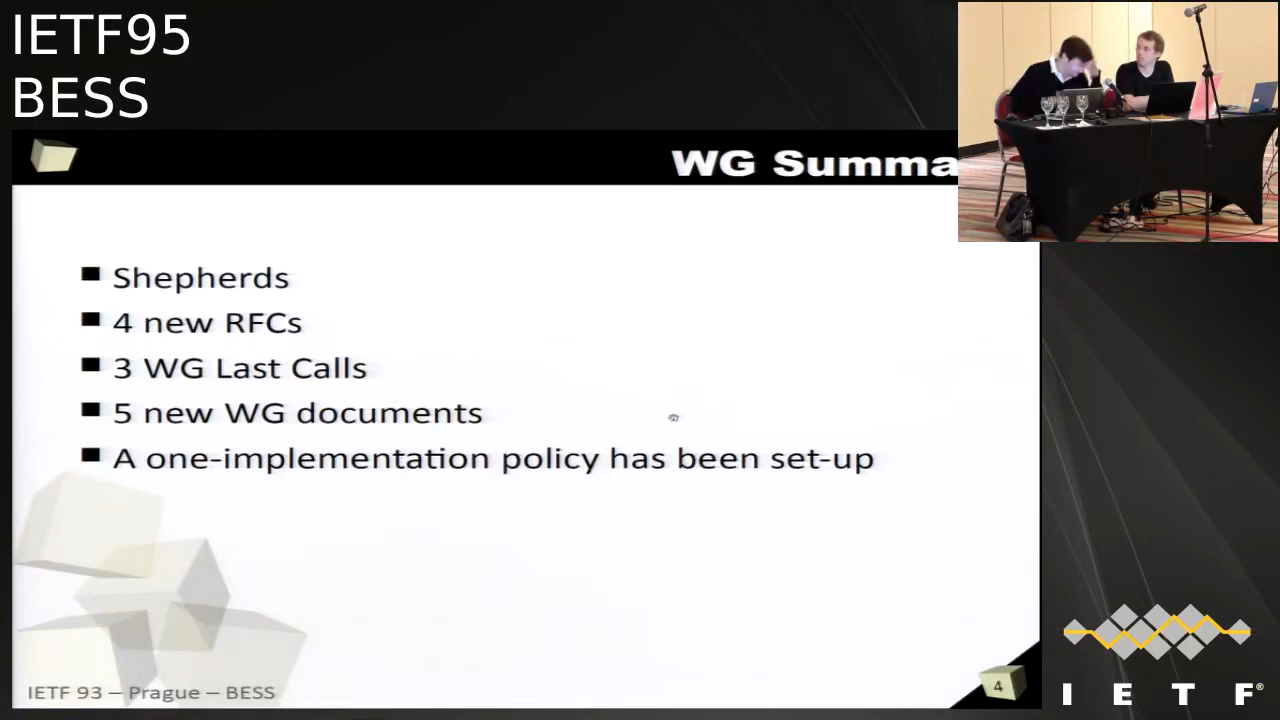 IETF95
BESS
WG Summa
Shepherds
4 new RFCs
3 WG Last Calls
5 new WG documents
A one-implementation policy has been set-up
IETF 93 – Prague – BESS
4
I E T F®